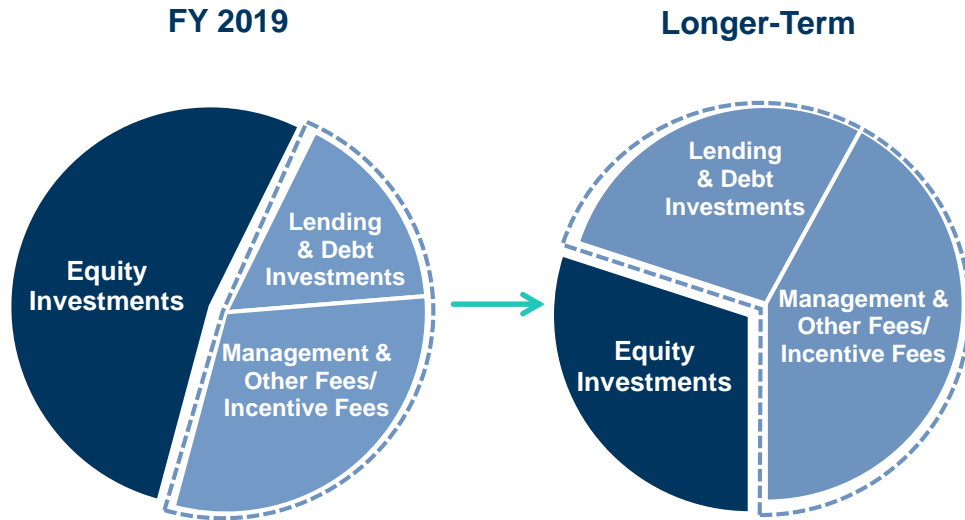 FY 2019
Equity
Investments
Lending
& Debt
Investments
Management &
Other Fees/
Incentive Fees
Longer-Term
Lending
& Debt
Investments
Management &
Other Fees/
Incentive Fees
Equity
Investments